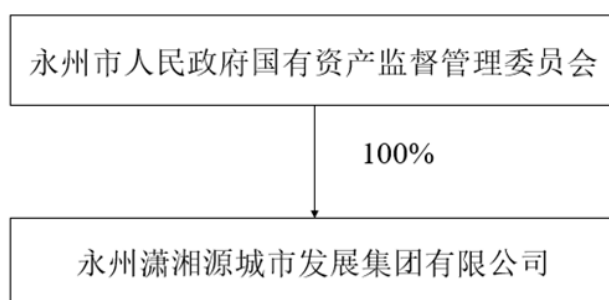 永州市人民政府国有资产监督管理委员会
100%
永州潇湘源城市发展集团有限公司